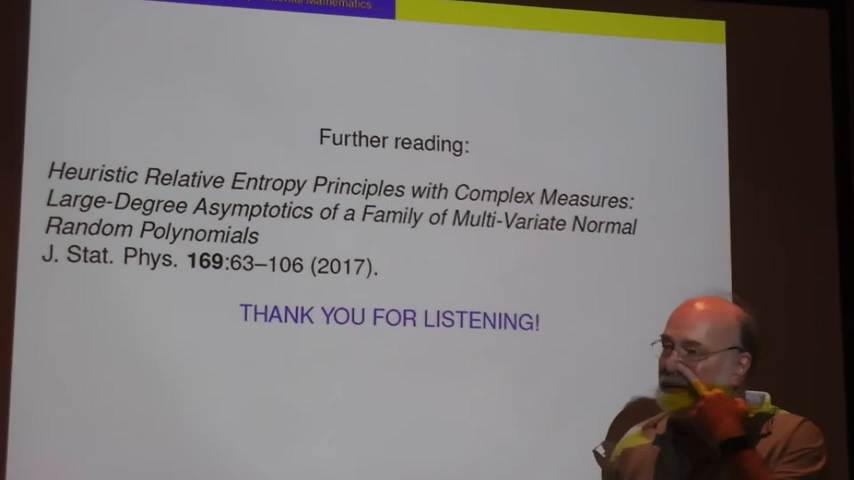 Mathematics
Further reading:
Heuristic Relative Entropy Principles with Complex Measures:
Large-Degree Asymptotics of a Family of Multi-Variate Normal
Random Polynomials
J. Stat. Phys. 169:63–106 (2017).
THANK YOU FOR LISTENING!